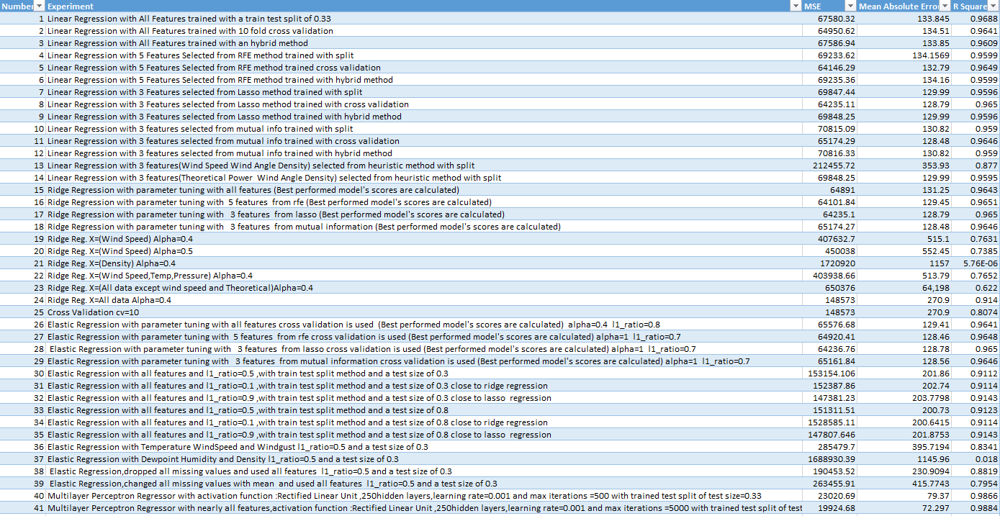 Number Experiment MSE Mean Absolute Erro R Square
1 Linear Regression with All Features trained with a train test split of 0.33 67580.32 133.845 0.9688
2 Linear Regression with All Features trained with 10 fold cross validation 64950.62 134.51 0.9641
3 Linear Regression with All Features trained with an hybrid method 67586.94 133.85 0.9609
4 Linear Regression with 5 Features Selected from RFE method trained with split 69233.62 134.1569 0.9599
5 Linear Regression with 5 Features Selected from RFE method trained cross validation 64146.29 132.79 0.9649
6 Linear Regression with 5 Features Selected from RFE method trained with hybrid method 69235.36 134.16 0.9599
7 Linear Regression with 3 Features selected from Lasso method trained with split 69847.44 129.99 0.9596
8 Linear Regression with 3 Features selected from Lasso method trained with cross validation 64235.11 128.79 0.965
9 Linear Regression with 3 Features selected from Lasso method trained with hybrid method 69848.25 129.99 0.9596
10 Linear Regression with 3 features selected from mutual info trained with split 70815.09 130.82 0.959
11 Linear Regression with 3 features selected from mutual info trained with cross validation 65174.29 128.48 0.9646
12 Linear Regression with 3 features selected from mutual info trained with hybrid method 70816.33 130.82 0.959
13 Linear Regression with 3 features(Wind Speed Wind Angle Density) selected from heuristic method with split 212455.72 353.93 0.877
14 Linear Regression with 3 features(Theoretical Power Wind Angle Density) selected from heuristic method with split 69848.25 129.99 0.9595
15 Ridge Regression with parameter tuning with all features (Best performed model's scores are calculated) 64891 131.25 0.9643
16 Ridge Regression with parameter tuning with 5 features from rfe (Best performed model's scores are calculated) 64101.84 129.45 0.9651
17 Ridge Regression with parameter tuning with 3 features from lasso (Best performed model's scores are calculated) 64235.1 128.79 0.965
18 Ridge Regression with parameter tuning with 3 features from mutual information (Best performed model's scores are calculated) 65174.27 128.48 0.9646
19 Ridge Reg. X=(Wind Speed) Alpha=0.4 407632.7 515.1 0.7631
20 Ridge Reg. X=(Wind Speed) Alpha=0.5 450038 552.45 0.7385
21 Ridge Reg. X=(Density) Alpha=0.4 1720920 1157 5.76E-06
22 Ridge Reg. X=(Wind Speed,Temp,Pressure) Alpha=0.4 403938.66 513.79 0.7652
23 Ridge Reg. X=(All data except wind speed and Theoretical)Alpha=0.4 650376 64,198 0.622
24 Ridge Reg. X=All data Alpha=0.4 148573 270.9 0.914
25 Cross Validation cv=10 148573 270.9 0.8074
26 Elastic Regression with parameter tuning with all features cross validation is used (Best performed model's scores are calculated) alpha=0.4 l1_ratio=0.8 65576.68 129.41 0.9641
27 Elastic Regression with parameter tuning with 5 features from rfe cross validation is used (Best performed model's scores are calculated) alpha=1 l1_ratio=0.7 64920.41 128.46 0.9648
28 Elastic Regression with parameter tuning with 3 features from lasso cross validation is used (Best performed model's scores are calculated) alpha=1 l1_ratio=0.7 64236.76 128.78 0.965
29 Elastic Regression with parameter tuning with 3 features from mutual information cross validation is used (Best performed model's scores are calculated) alpha=1 l1_ratio=0.7 65161.84 128.56 0.9646
30 Elastic Regression with all features and l1_ratio=0.5 ,with train test split method and a test size of 0.3 153154.106 201.86 0.9112
31 Elastic Regression with all features and l1_ratio=0.1 ,with train test split method and a test size of 0.3 close to ridge regression 152387.86 202.74 0.9114
32 Elastic Regression with all features and l1_ratio=0.9 ,with train test split method and a test size of 0.3 close to lasso regression 147381.23 203.7798 0.9143
33 Elastic Regression with all features and l1_ratio=0.5 ,with train test split method and a test size of 0.8 151311.51 200.73 0.9123
34 Elastic Regression with all features and l1_ratio=0.1 ,with train test split method and a test size of 0.8 close to ridge regression 1528585.11 200.6415 0.9114
35 Elastic Regression with all features and l1_ratio=0.9 ,with train test split method and a test size of 0.8 close to lasso regression 147807.646 201.8753 0.9143
36 Elastic Regression with Temperature WindSpeed and Windgust l1_ratio=0.5 and a test size of 0.3 285479.7 395.7194 0.8341
37 Elastic Regression with Dewpoint Humidity and Density l1_ratio=0.5 and a test size of 0.3 1688930.39 1145.96 0.018
38 Elastic Regression,dropped all missing values and used all features l1_ratio=0.5 and a test size of 0.3 190453.52 230.9094 0.8819
39 Elastic Regression,changed all missing values with mean and used all features l1_ratio=0.5 and a test size of 0.3 263455.91 415.7743 0.7954
40 Multilayer Perceptron Regressor with activation function :Rectified Linear Unit ,250hidden layers,learning rate=0.001 and max iterations =500 with trained test split of test size=0.33 23020.69 79.37 0.9866
41 Multilayer Perceptron Regressor with nearly all features,activation function :Rectified Linear Unit ,250hidden layers,learning rate=0.001 and max iterations =5000 with trained test split of test 19924.68 72.297 0.9884